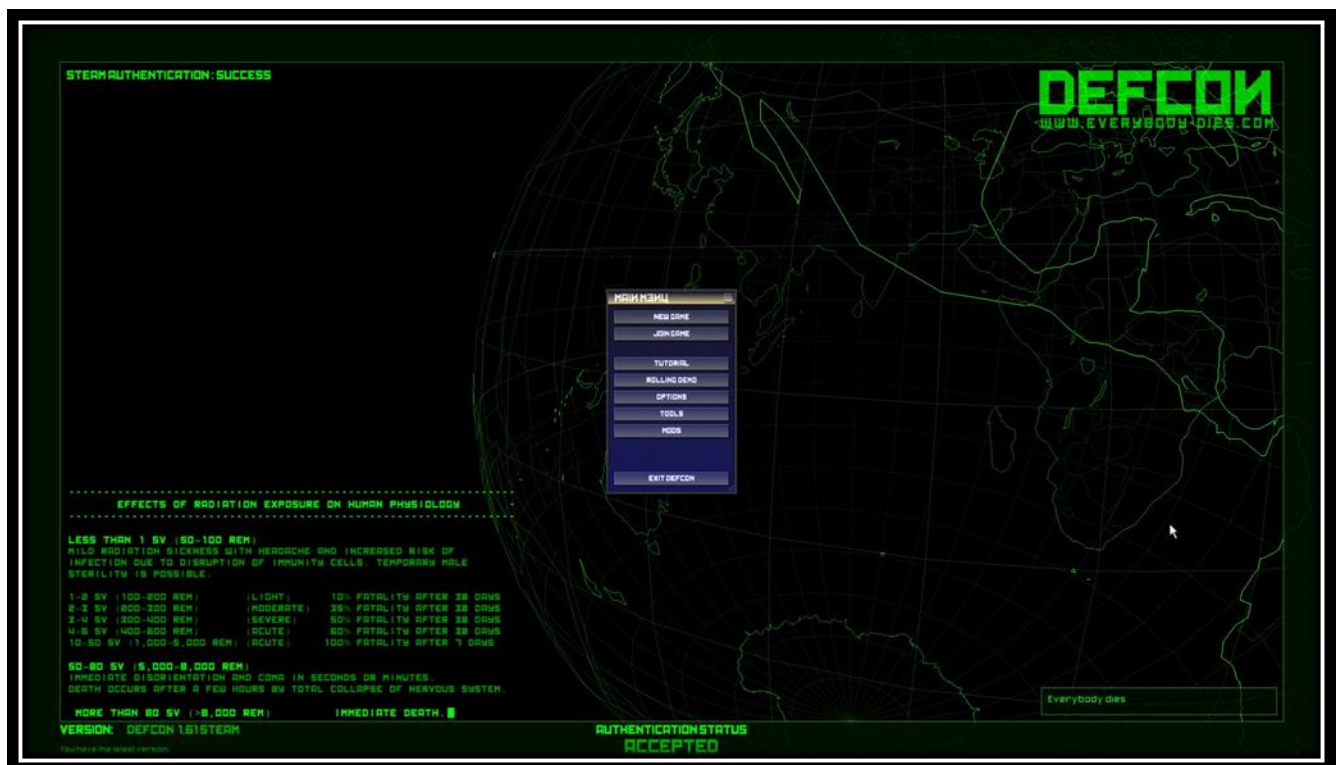 STEAM AUTHENTICATION: SUCCESS
DEFCON
WWW.EVERYBODY-DIES.COM
MAIN MENU
NEW GAME
JOIN GAME
TUTORIAL
ROLLING DEMO
OPTIONS
TOOLS
MODS
EXIT DEFCON
EFFECTS OF RADIATION EXPOSURE ON HUMAN PHYSIOLOGY
LESS THAN 1 SV (50-100 REM)
MILD RADIATION SICKNESS WITH HEADACHE AND INCREASED RISK OF
INFECTION DUE TO DISRUPTION OF IMMUNITY CELLS. TEMPORARY MALE
STERILITY IS POSSIBLE.
1-2 SV (100-200 REM) (LIGHT) 10% FATALITY AFTER 30 DAYS
2-3 SV (200-300 REM) (MODERATE) 35% FATALITY AFTER 30 DAYS
3-4 SV (300-400 REM) (SEVERE) 50% FATALITY AFTER 30 DAYS
4-6 SV (400-600 REM) (ACUTE) 60% FATALITY AFTER 30 DAYS
10-50 SV (1,000-5,000 REM) (ACUTE) 100% FATALITY AFTER 7 DAYS
50-80 SV (5,000-8,000 REM)
IMMEDIATE DISORIENTATION AND COMA IN SECONDS OR MINUTES.
DEATH OCCURS AFTER A FEW HOURS BY TOTAL COLLAPSE OF NERVOUS SYSTEM.
MORE THAN 80 SV (>8,000 REM) IMMEDIATE DEATH.
Everybody dies
VERSION: DEFCON 1.61 STEAM
You have the latest version.
AUTHENTICATION STATUS
ACCEPTED